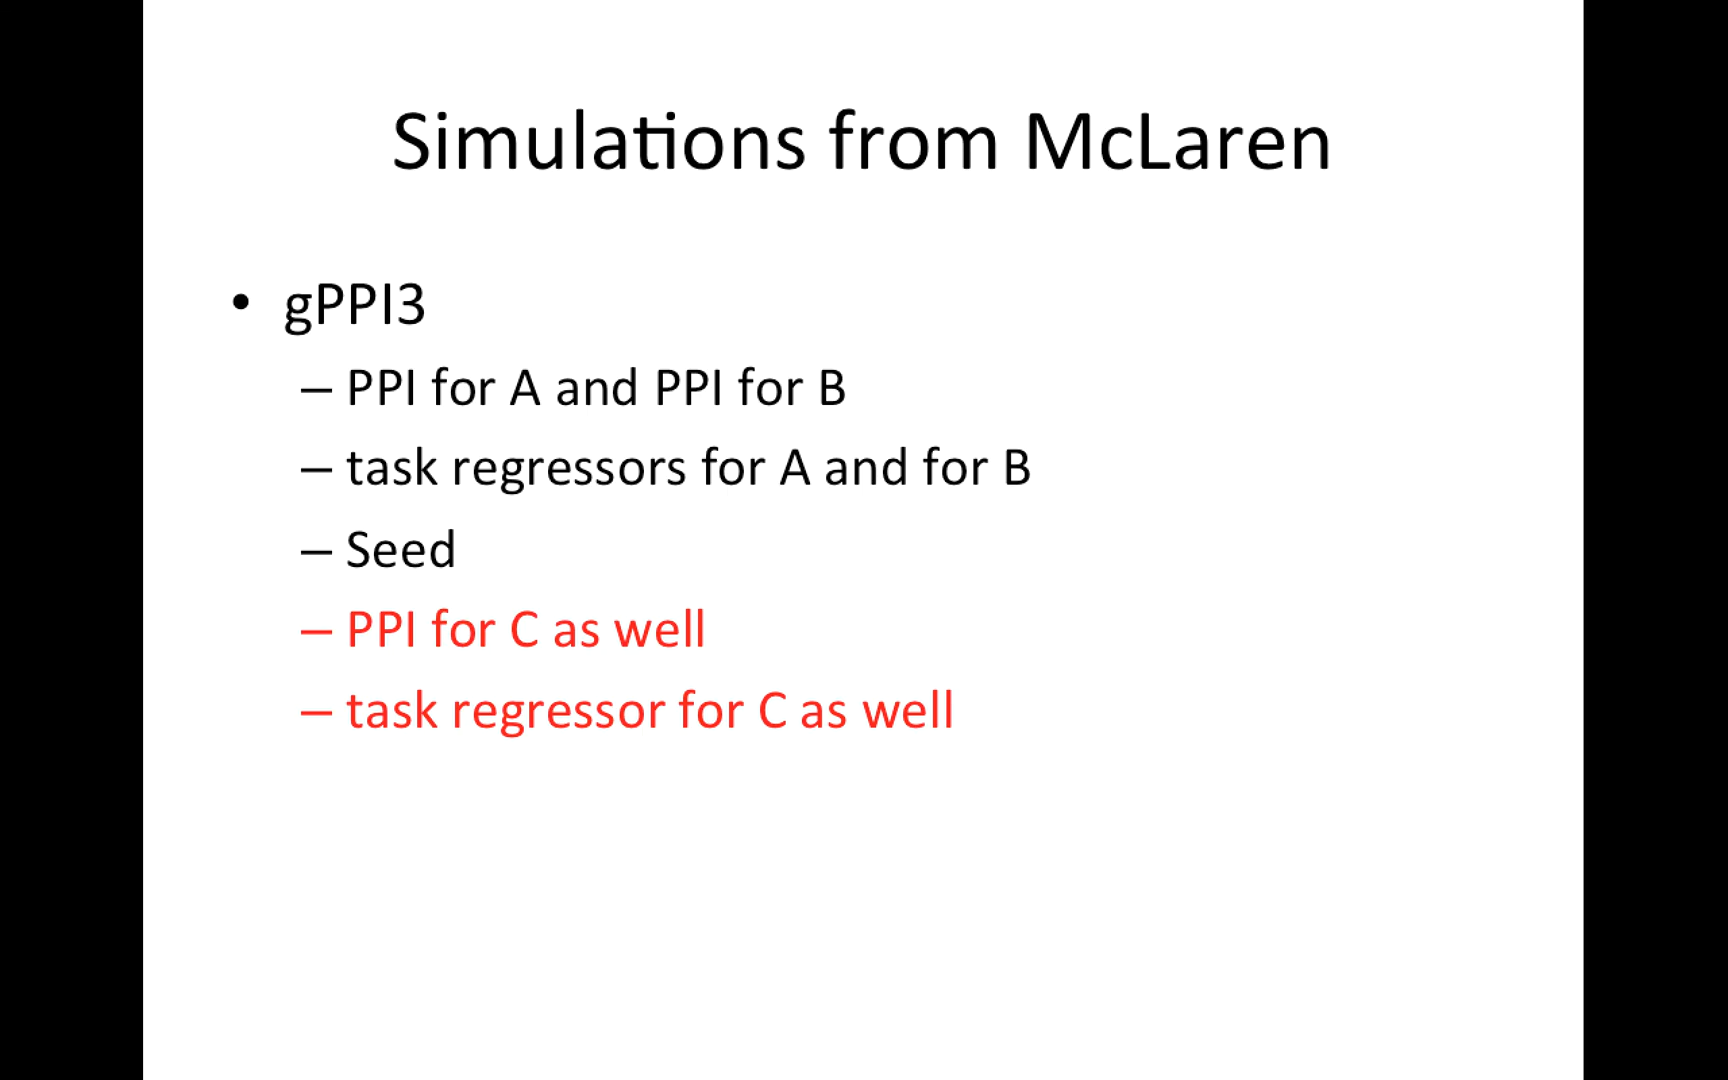 Simulations from McLaren
• gPPI3
– PPI for A and PPI for B
– task regressors for A and for B
– Seed
– PPI for C as well
– task regressor for C as well